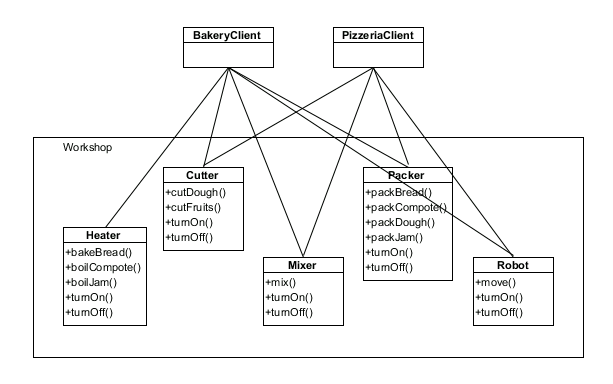 BakeryClient
PizzeriaClient
Workshop
Cutter
+cutDough()
+cutFruits()
+turnOn()
+turnOff()
Packer
+packBread()
+packCompote()
+packDough()
+packJam()
+turnOn()
+turnOff()
Heater
+bakeBread()
+boilCompote()
+boilJam()
+turnOn()
+turnOff()
Mixer
+mix()
+turnOn()
+turnOff()
Robot
+move()
+turnOn()
+turnOff()